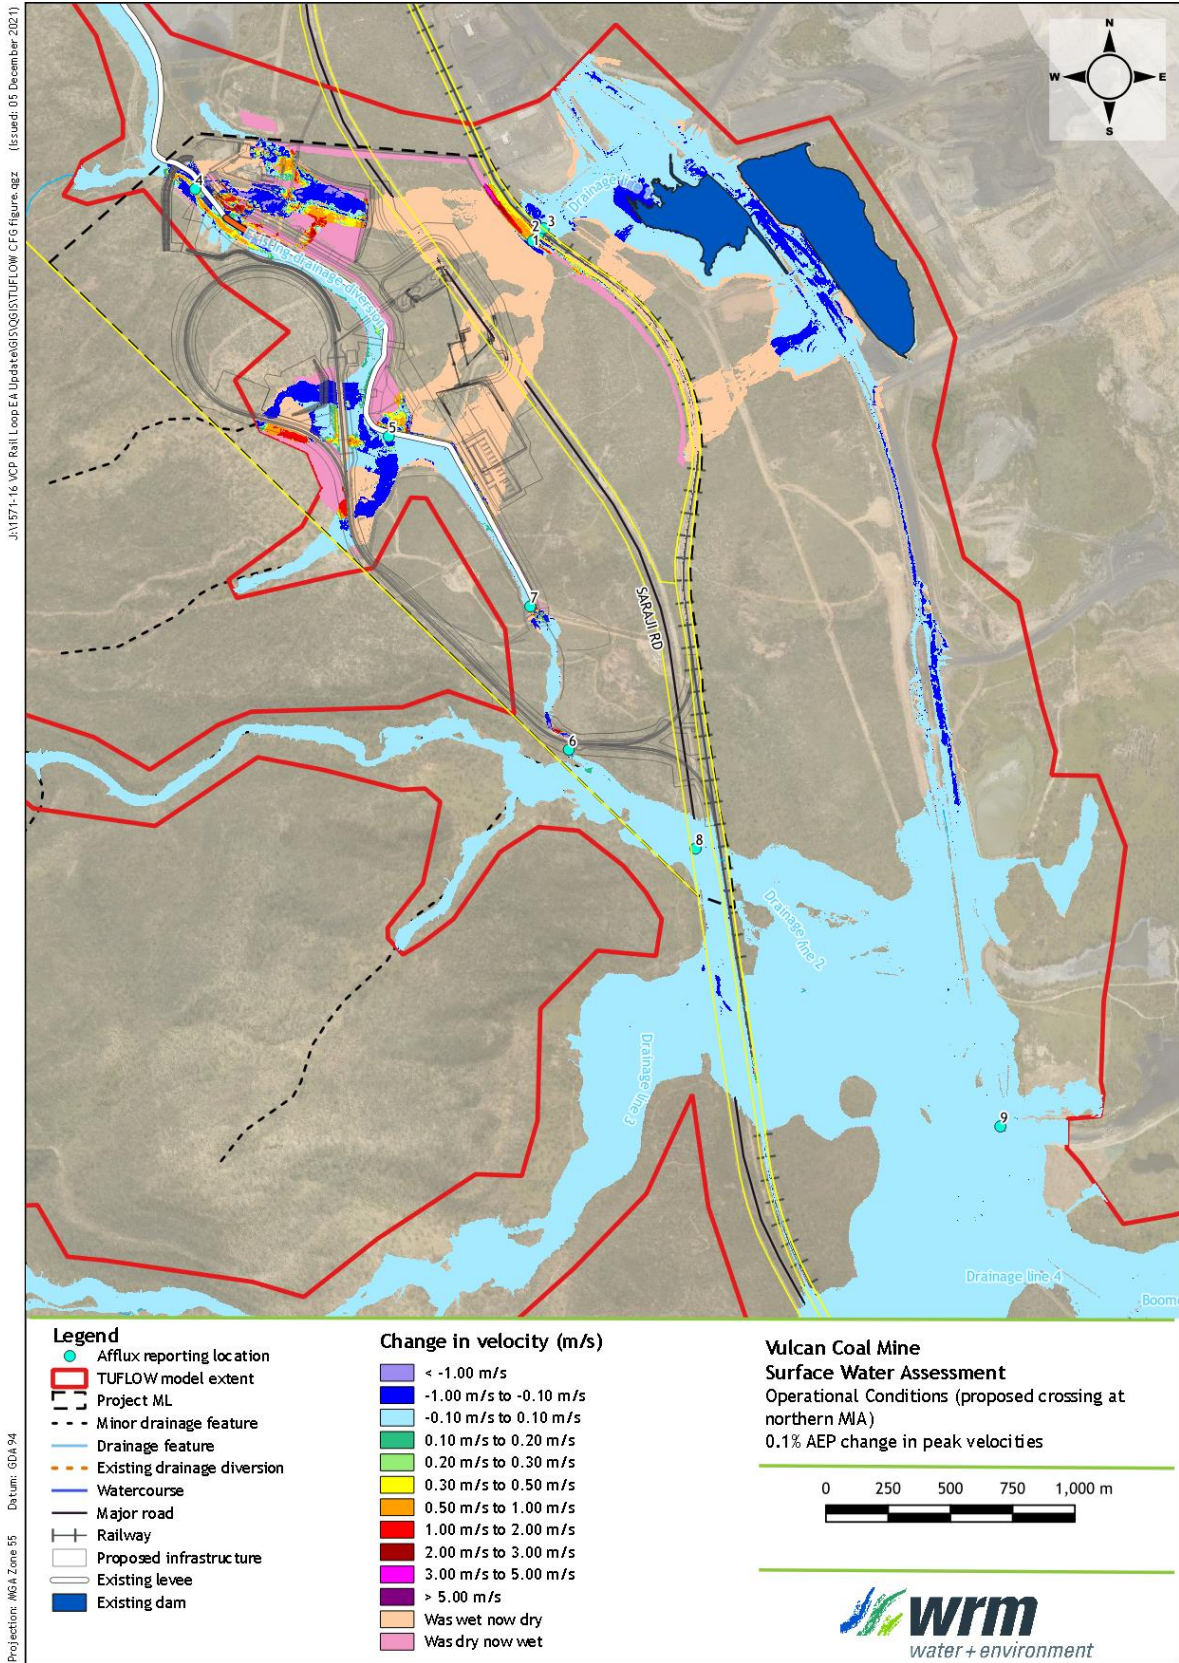 J:\1571-16 VCP Rail Loop EA Update\GIS\QGIS\TUFLOW CFG figure.qgz (Issued: 05 December 2021)
Datum: GDA 94
Projection: MGA Zone 55
N
W
E
S
4
Drainage line
3
2
1
Existing drainage diversion
5
7
SARAJI RD
6
8
Drainage line 2
Drainage line 3
9
Drainage line 4
Boom
Legend
Afflux reporting location
TUFLOW model extent
Project ML
Minor drainage feature
Drainage feature
Existing drainage diversion
Watercourse
Major road
Railway
Proposed infrastructure
Existing levee
Existing dam
Change in velocity (m/s)
< -1.00 m/s
-1.00 m/s to -0.10 m/s
-0.10 m/s to 0.10 m/s
0.10 m/s to 0.20 m/s
0.20 m/s to 0.30 m/s
0.30 m/s to 0.50 m/s
0.50 m/s to 1.00 m/s
1.00 m/s to 2.00 m/s
2.00 m/s to 3.00 m/s
3.00 m/s to 5.00 m/s
> 5.00 m/s
Was wet now dry
Was dry now wet
Vulcan Coal Mine
Surface Water Assessment
Operational Conditions (proposed crossing at
northern MIA)
0.1% AEP change in peak velocities
0 250 500 750 1,000 m
wrm
water + environment